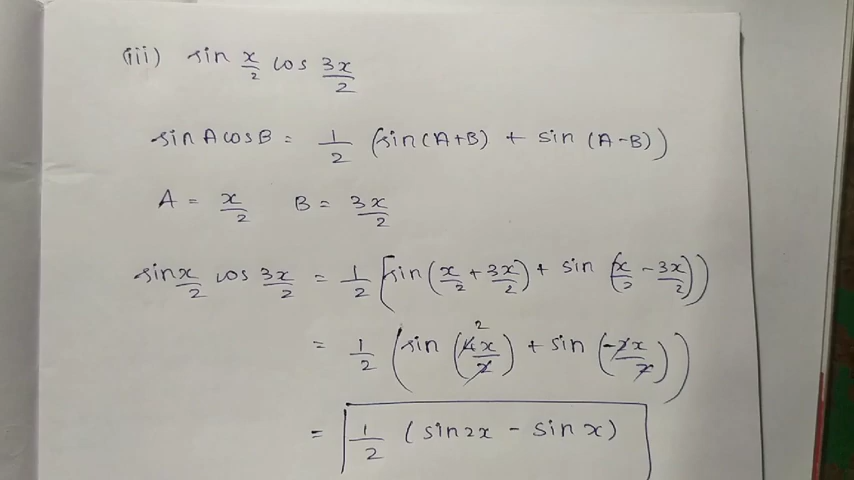 (iii) sin x/2 cos 3x/2
sin A cos B = 1/2 (sin(A+B) + sin (A-B))
A = x/2 B = 3x/2
sin x/2 cos 3x/2 = 1/2 (sin(x/2 + 3x/2) + sin (x/2 - 3x/2))
= 1/2 (sin (4x/2) + sin (-2x/2))
= 1/2 (sin 2x - sin x)